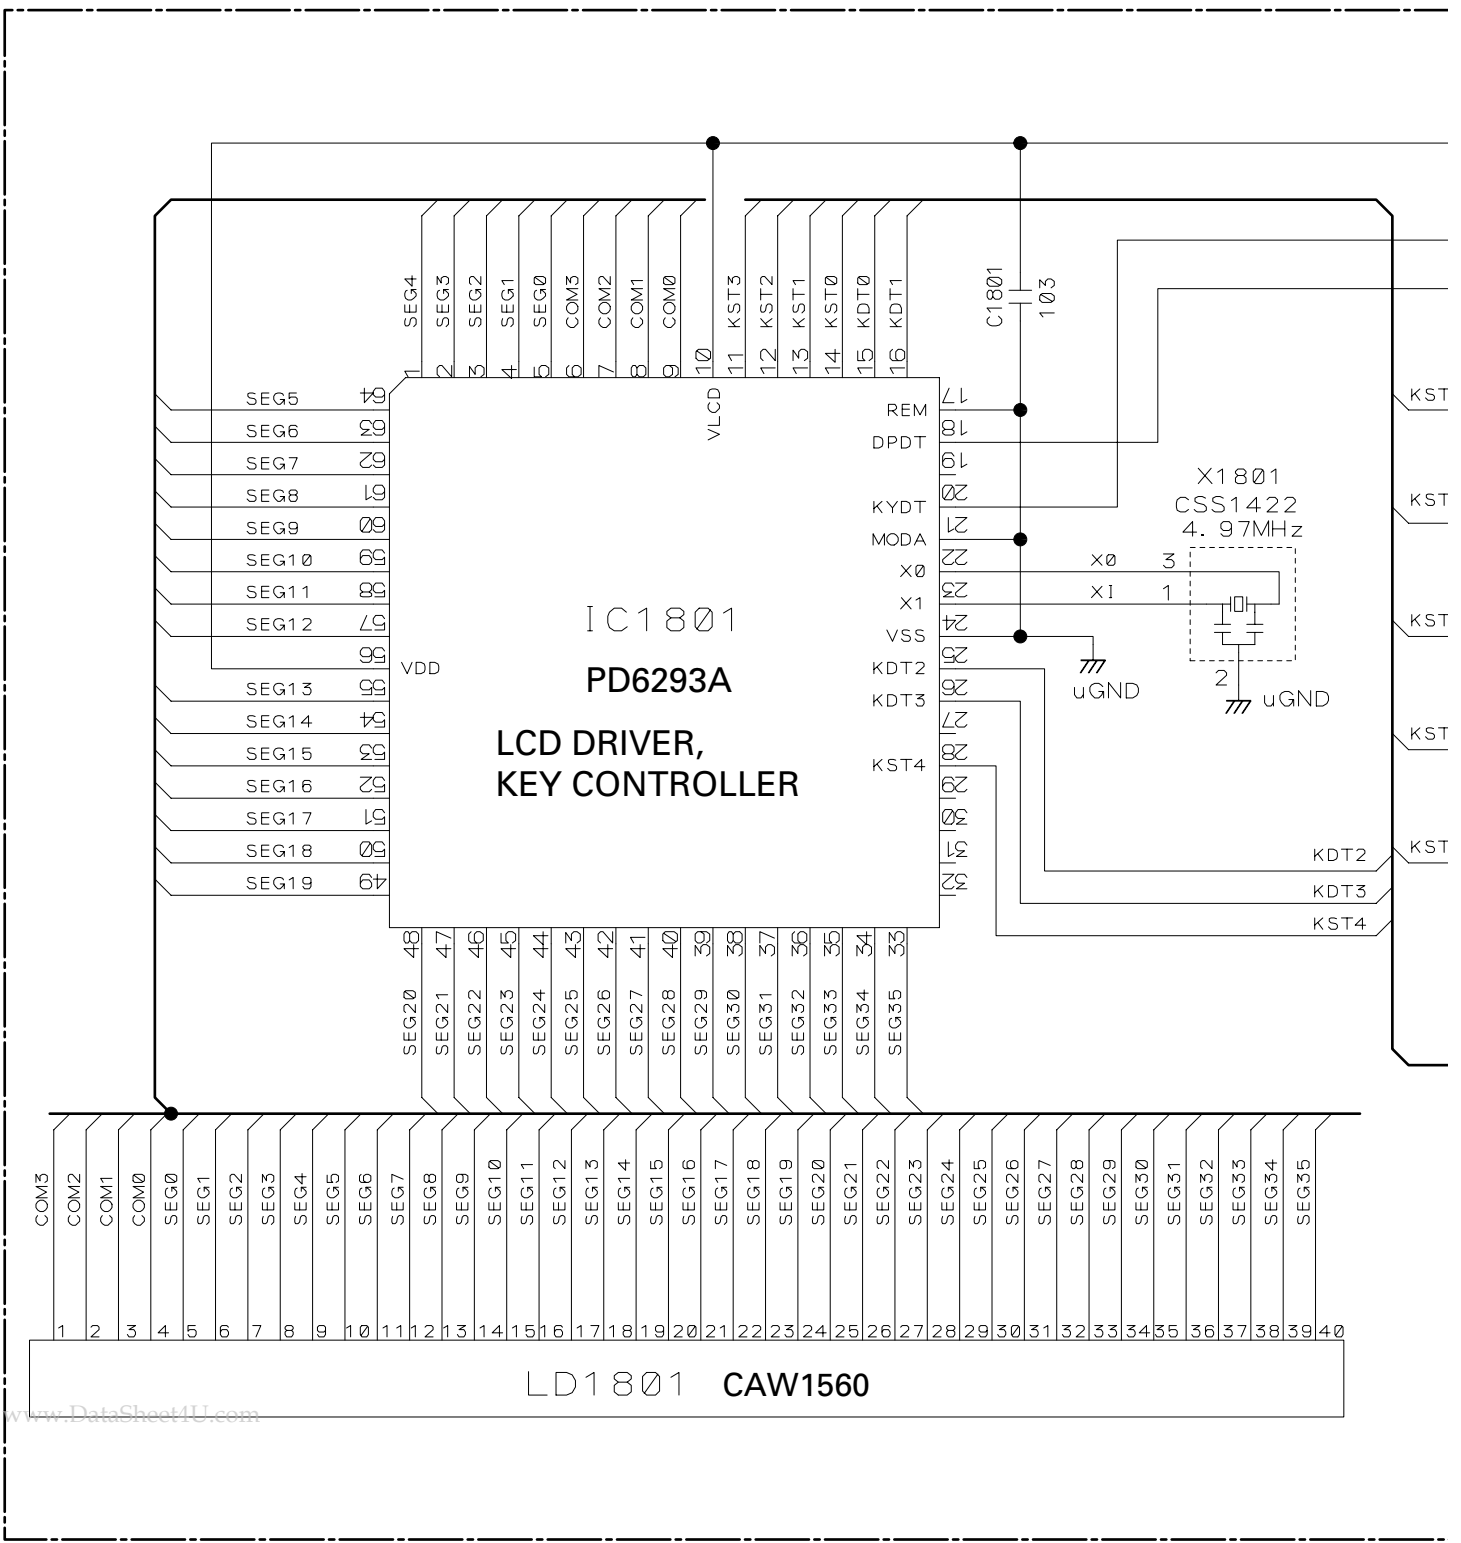 SEG4
SEG3
SEG2
SEG1
SEG0
COM3
COM2
COM1
COM0
KST3
KST2
KST1
KST0
KDT0
KDT1
C1801
103
1
2
3
4
5
6
7
8
9
10
11
12
13
14
15
16
VLCD
SEG5 64
SEG6 63
SEG7 62
SEG8 61
SEG9 60
SEG10 59
SEG11 58
SEG12 57
56 VDD
SEG13 55
SEG14 54
SEG15 53
SEG16 52
SEG17 51
SEG18 50
SEG19 49
IC1801
PD6293A
LCD DRIVER,
KEY CONTROLLER
REM 17
DPDT 18
19
KYDT 20
MODA 21
X0 22
X1 23
VSS 24
KDT2 25
KDT3 26
27
KST4 28
29
30
31
32
X1801
CSS1422
4.97MHz
X0 3
XI 1
2
uGND
uGND
KST
KST
KST
KST
KST
KDT2
KDT3
KST4
48
47
46
45
44
43
42
41
40
39
38
37
36
35
34
33
SEG20
SEG21
SEG22
SEG23
SEG24
SEG25
SEG26
SEG27
SEG28
SEG29
SEG30
SEG31
SEG32
SEG33
SEG34
SEG35
COM3
COM2
COM1
COM0
SEG0
SEG1
SEG2
SEG3
SEG4
SEG5
SEG6
SEG7
SEG8
SEG9
SEG10
SEG11
SEG12
SEG13
SEG14
SEG15
SEG16
SEG17
SEG18
SEG19
SEG20
SEG21
SEG22
SEG23
SEG24
SEG25
SEG26
SEG27
SEG28
SEG29
SEG30
SEG31
SEG32
SEG33
SEG34
SEG35
1 2 3 4 5 6 7 8 9 10 11 12 13 14 15 16 17 18 19 20 21 22 23 24 25 26 27 28 29 30 31 32 33 34 35 36 37 38 39 40
LD1801 CAW1560
www.DataSheet4U.com